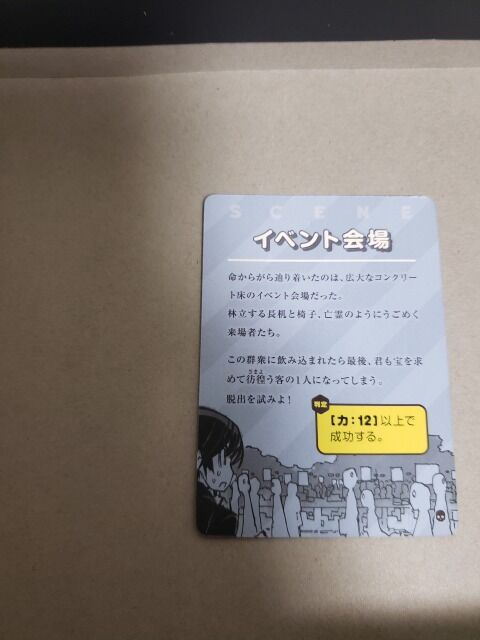 SCENE
イベント会場
命からがら辿り着いたのは、広大なコンクリー
ト床のイベント会場だった。
林立する長机と椅子、亡霊のようにうごめく
来場者たち。
この群衆に飲み込まれたら最後、君も宝を求
めて彷徨う客の1人になってしまう。
さまよ
脱出を試みよ!
判定
[力:12]以上で
成功する。